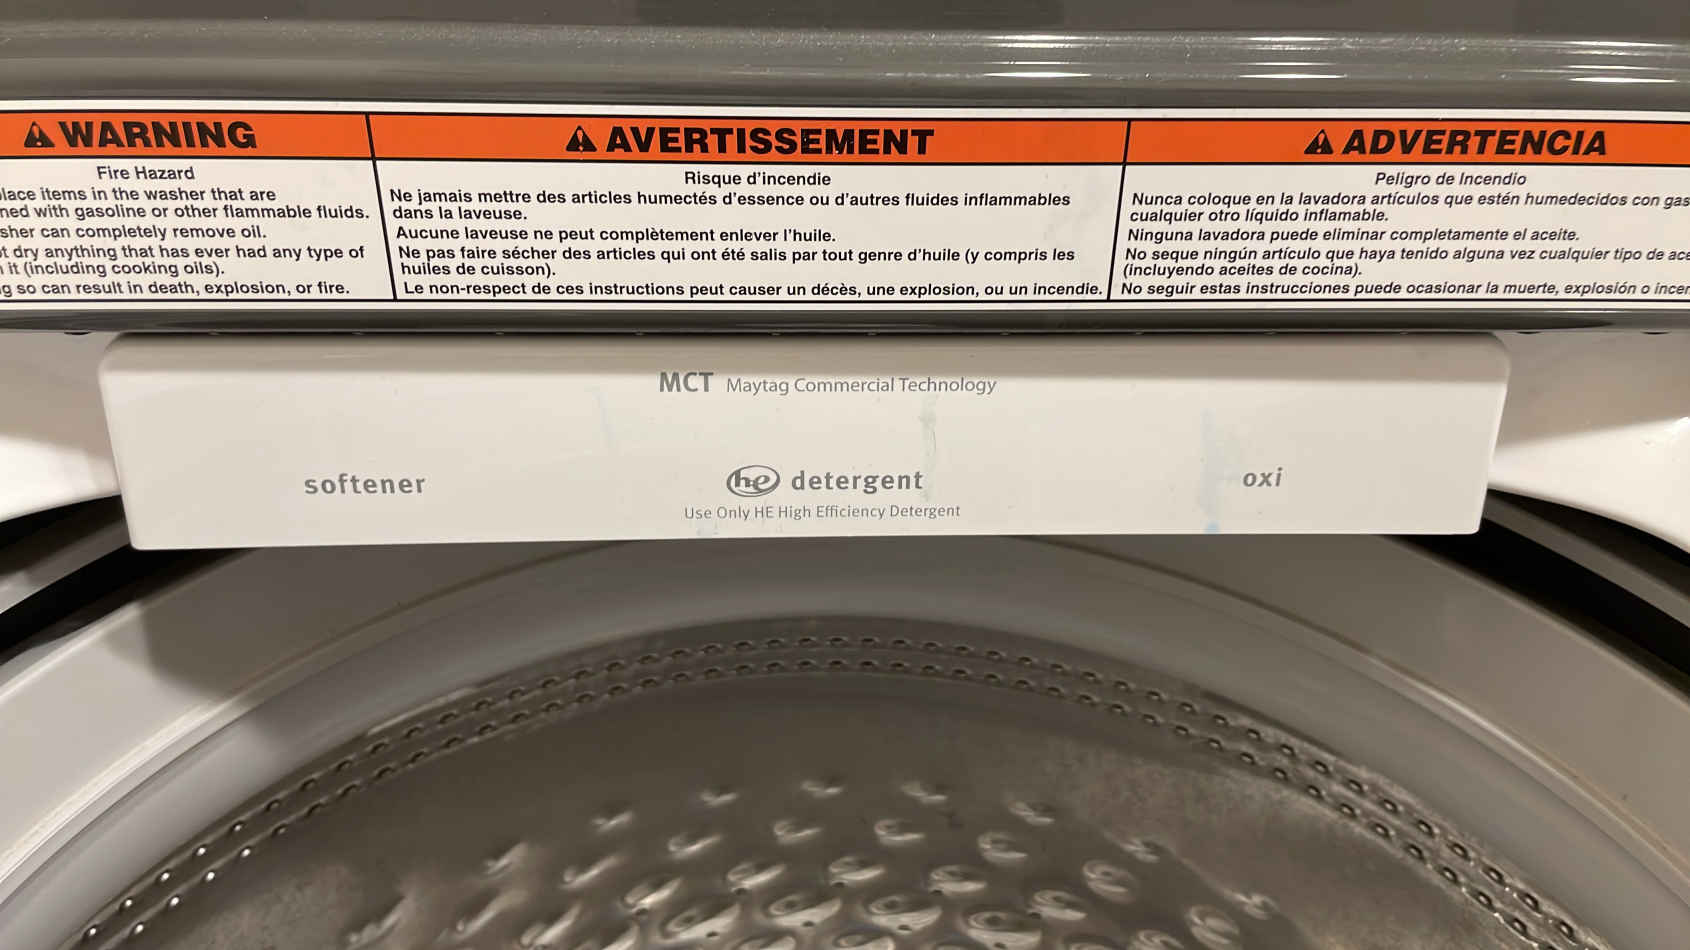 WARNING
Fire Hazard
items in the washer that are
with gasoline or other flammable fluids.
can completely remove oil.
dry anything that has ever had any type of
it (including cooking oils).
so can result in death, explosion, or fire.
AVERTISSEMENT
Risque d'incendie
Ne jamais mettre des articles humectés d'essence ou d'autres fluides inflammables
dans la laveuse.
Aucune laveuse ne peut complètement enlever l'huile.
Ne pas faire sécher des articles qui ont été salis par tout genre d'huile (y compris les
huiles de cuisson).
Le non-respect de ces instructions peut causer un décès, une explosion, ou un incendie.
ADVERTENCIA
Peligro de Incendio
Nunca coloque en la lavadora artículos que estén humedecidos con
cualquier otro líquido inflamable.
Ninguna lavadora puede eliminar completamente el aceite.
No seque ningún artículo que haya tenido alguna vez cualquier tipo de
(incluyendo aceites de cocina).
No seguir estas instrucciones puede ocasionar la muerte, explosión o
MCT Maytag Commercial Technology
softener
he detergent
Use Only HE High Efficiency Detergent
oxi